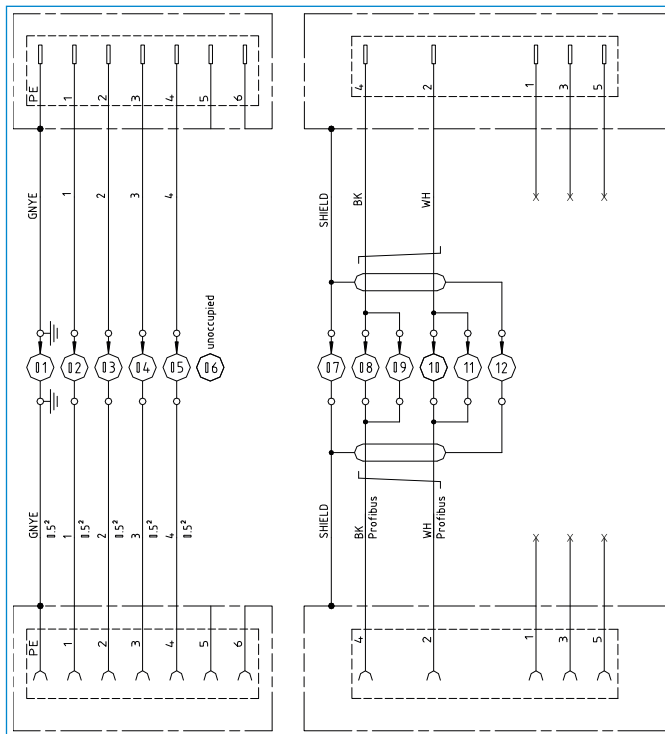 PE 1 2 3 4 5 6
4 2 1 3 5
GNYE 1 2 3 4
SHIELD BK WH
unoccupied
01 02 03 04 05 06
07 08 09 10 11 12
GNYE 1 2 3 4
0.5² 0.5² 0.5² 0.5² 0.5²
SHIELD BK WH
Profibus Profibus
PE 1 2 3 4 5 6
4 2 1 3 5